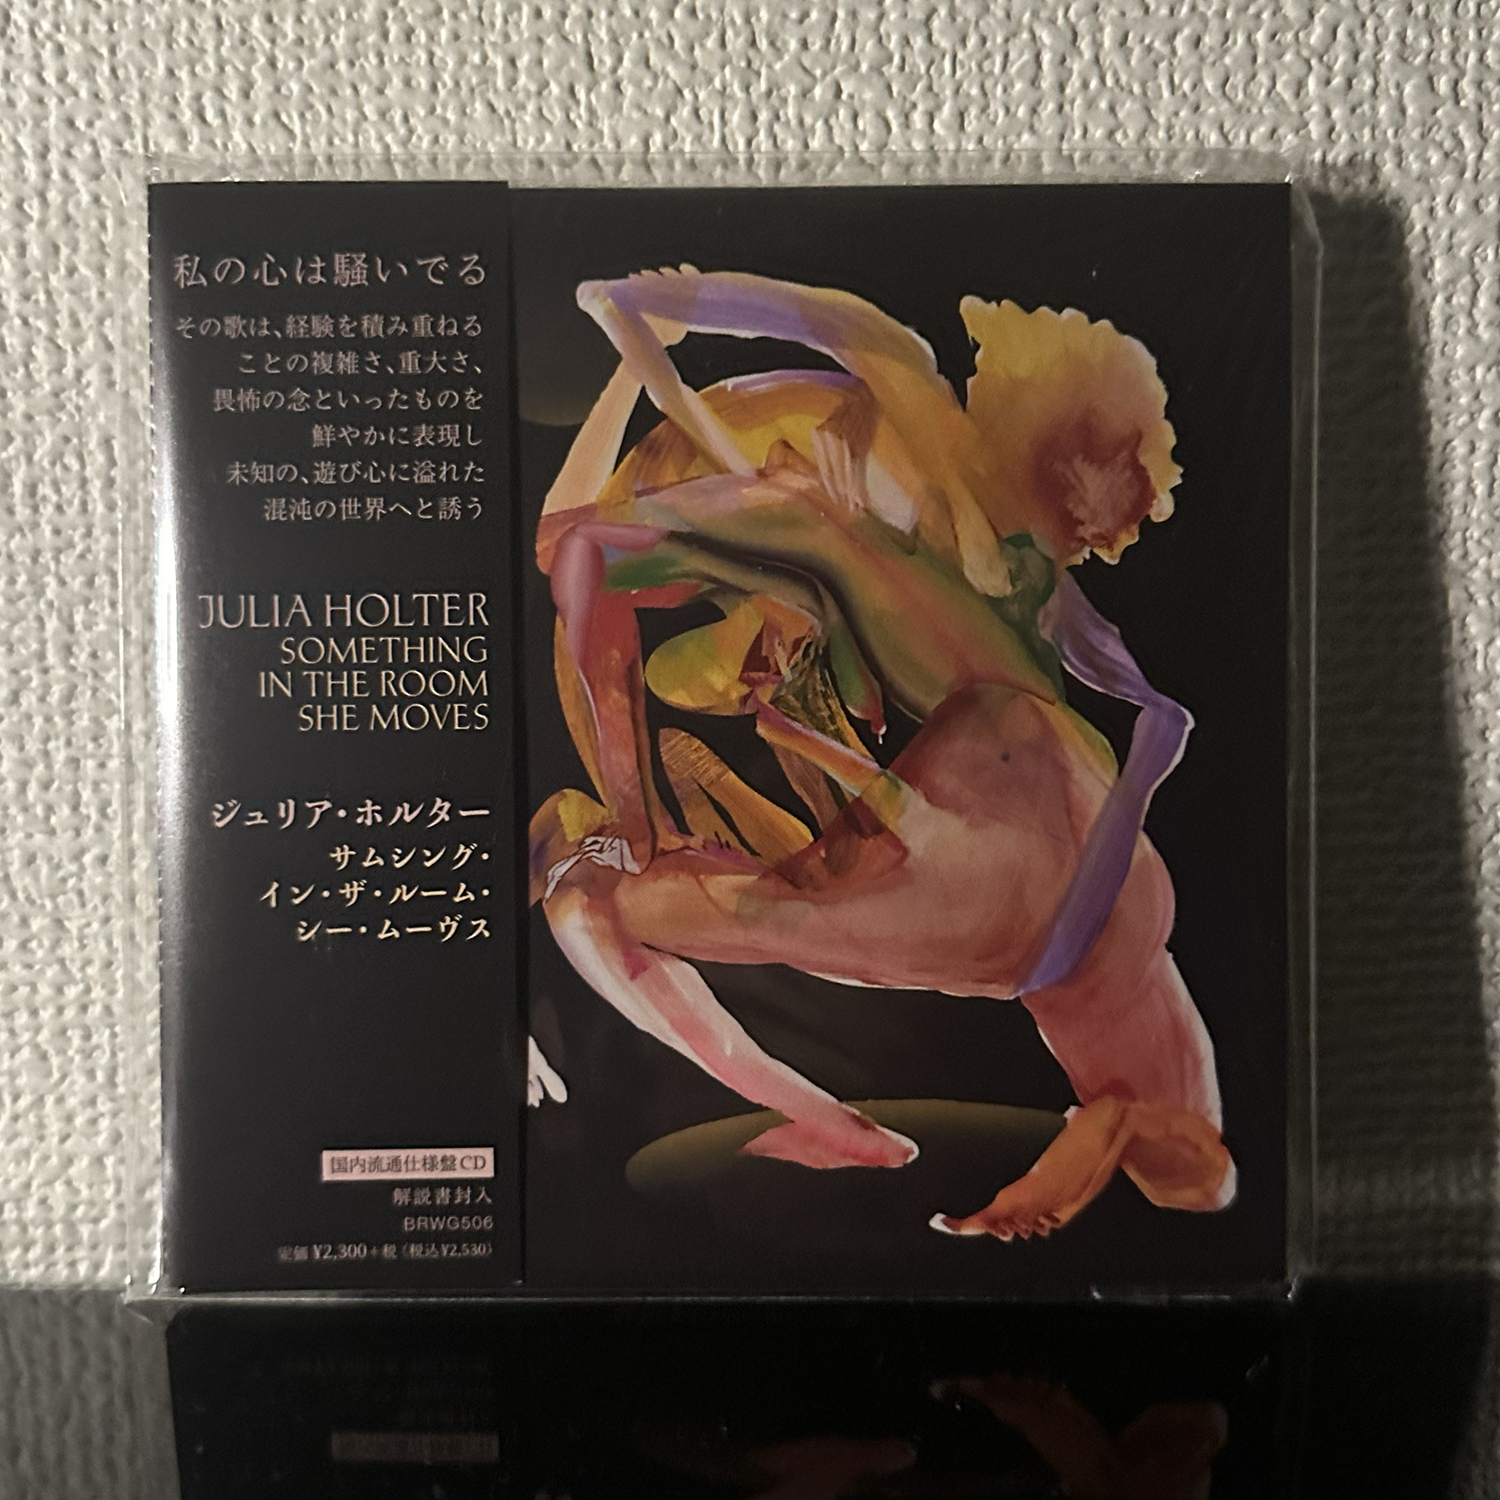 私の心は騒いでる
その歌は、経験を積み重ねる
ことの複雑さ、重大さ、
畏怖の念といったものを
鮮やかに表現し
未知の、遊び心に溢れた
混沌の世界へと誘う
JULIA HOLTER
SOMETHING
IN THE ROOM
SHE MOVES
ジュリア・ホルター
サムシング・
イン・ザ・ルーム・
シー・ムーヴス
国内流通仕様盤CD
解説書封入
BRWG506
定価 ¥2,300+税 (税込¥2,530)